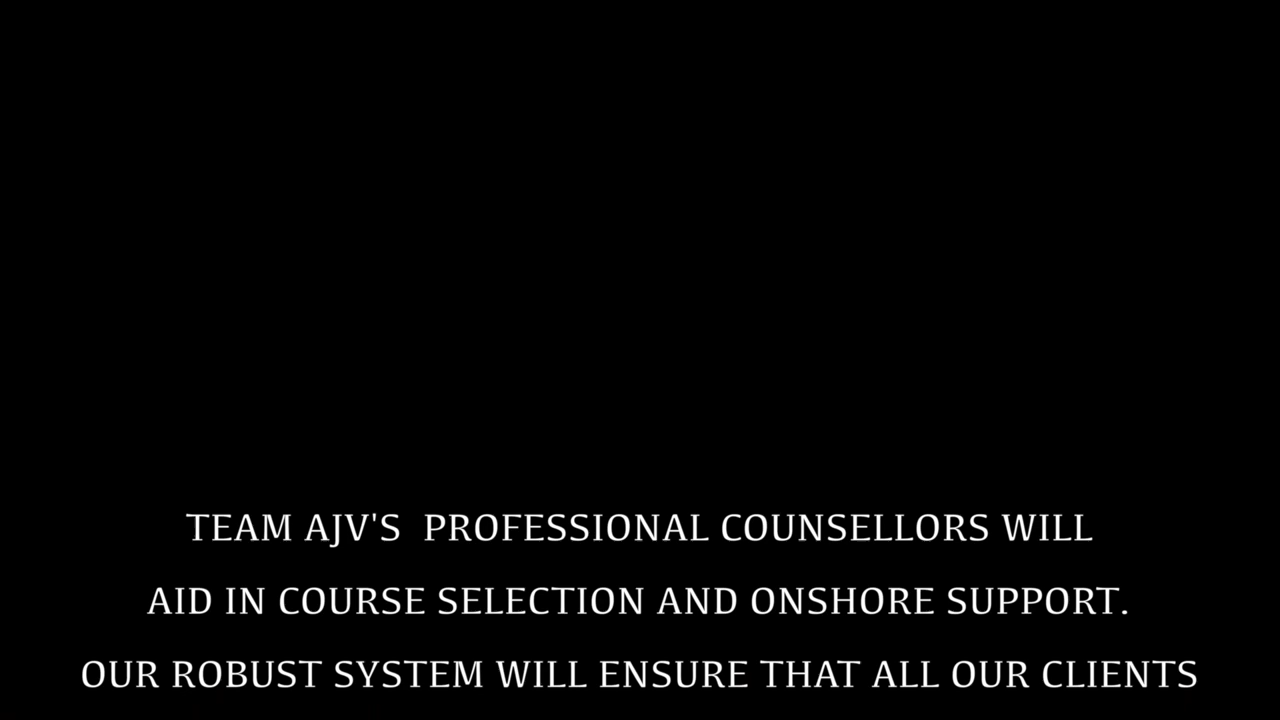 TEAM AJV'S  PROFESSIONAL COUNSELLORS WILL
AID IN COURSE SELECTION AND ONSHORE SUPPORT.
OUR ROBUST SYSTEM WILL ENSURE THAT ALL OUR CLIENTS